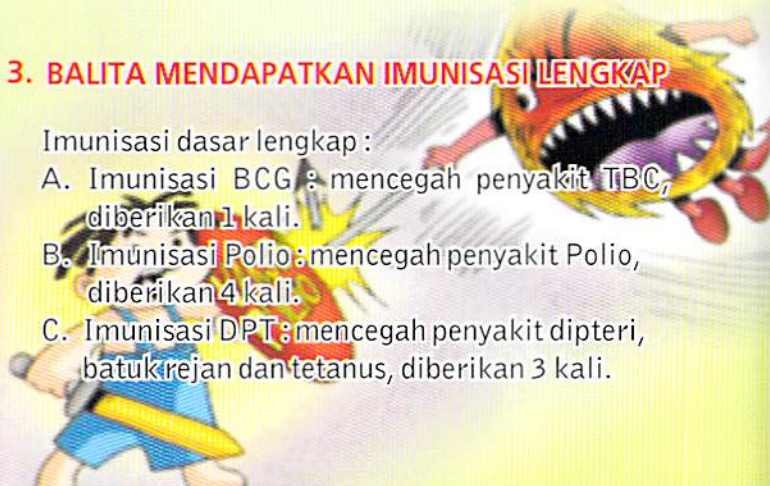 3. BALITA MENDAPATKAN IMUNISASI LENGKAP
Imunisasi dasar lengkap :
A. Imunisasi BCG : mencegah penyakit TBC,
diberikan 1 kali.
B. Imunisasi Polio : mencegah penyakit Polio,
diberikan 4 kali.
C. Imunisasi DPT : mencegah penyakit dipteri,
batuk rejan dan tetanus, diberikan 3 kali.